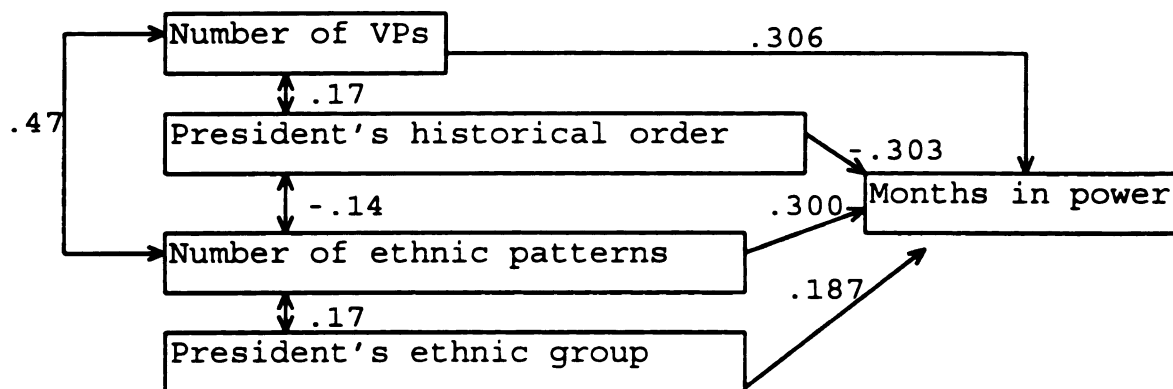 Number of VPs
.306
.17
.47
President's historical order
-.303
Months in power
-.14
.300
Number of ethnic patterns
.187
.17
President's ethnic group